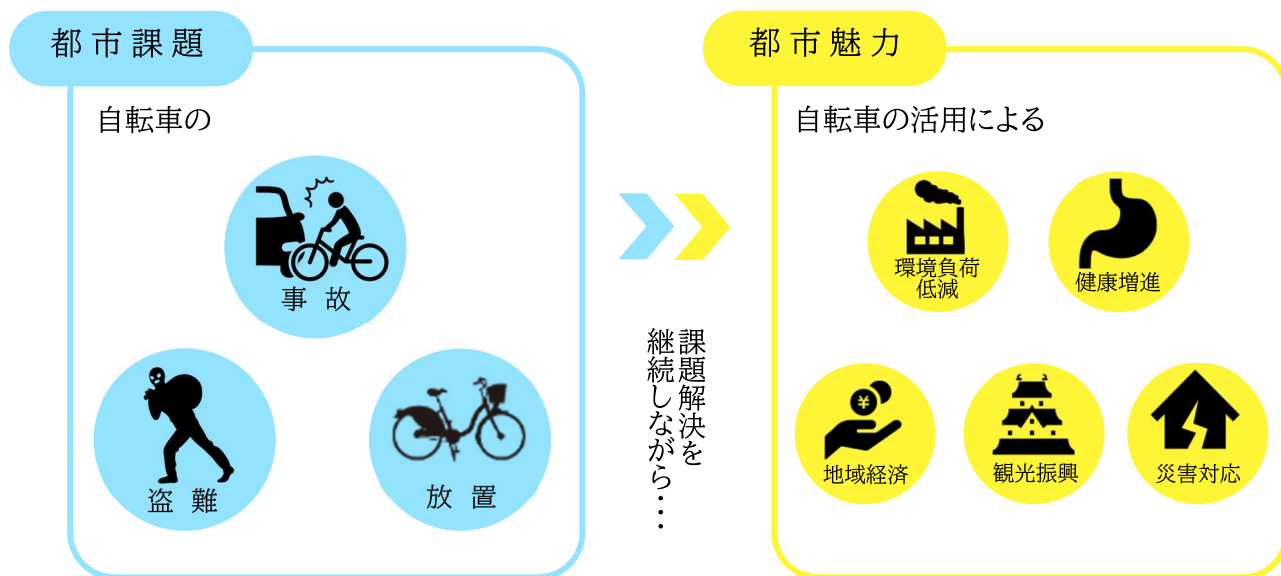 都市課題
自転車の
事故
盗難
放置
課題解決を
継続しながら・・・
都市魅力
自転車の活用による
環境負荷
低減
健康増進
¥
地域経済
観光振興
災害対応